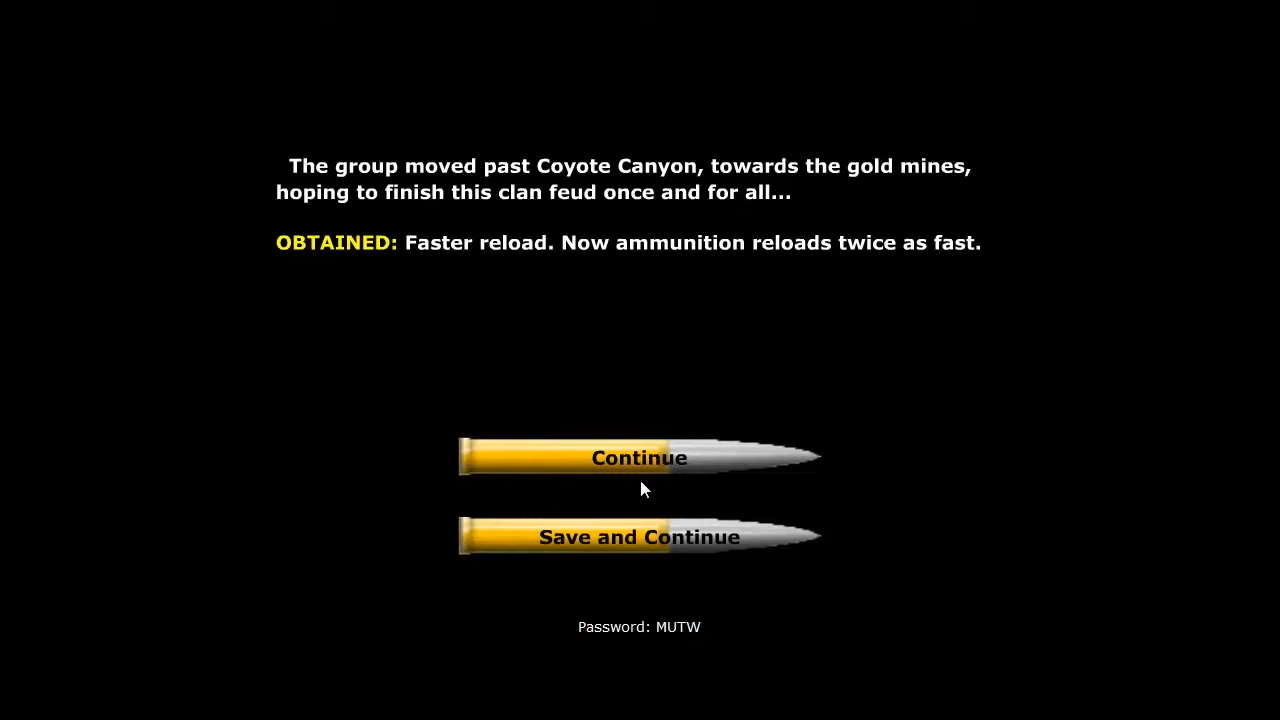 The group moved past Coyote Canyon, towards the gold mines,
hoping to finish this clan feud once and for all...
OBTAINED: Faster reload. Now ammunition reloads twice as fast.
Continue
Save and Continue
Password: MUTW